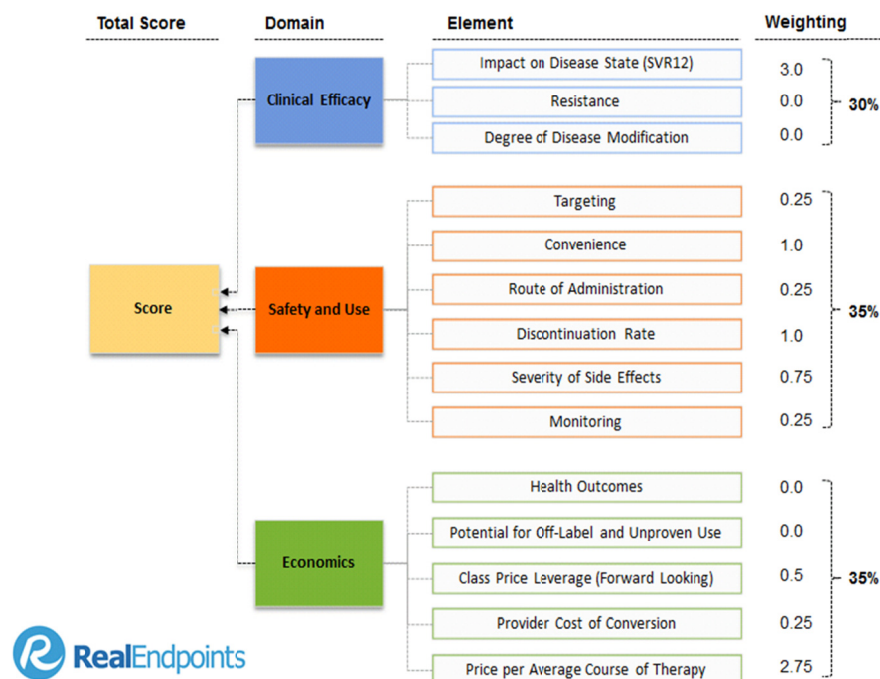 Total Score Domain Element Weighting
Impact on Disease State (SVR12) 3.0
Clinical Efficacy Resistance 0.0 30%
Degree of Disease Modification 0.0
Targeting 0.25
Convenience 1.0
Route of Administration 0.25
Score Safety and Use 35%
Discontinuation Rate 1.0
Severity of Side Effects 0.75
Monitoring 0.25
Health Outcomes 0.0
Potential for Off-Label and Unproven Use 0.0
Economics Class Price Leverage (Forward Looking) 0.5 35%
Provider Cost of Conversion 0.25
Price per Average Course of Therapy 2.75
R RealEndpoints